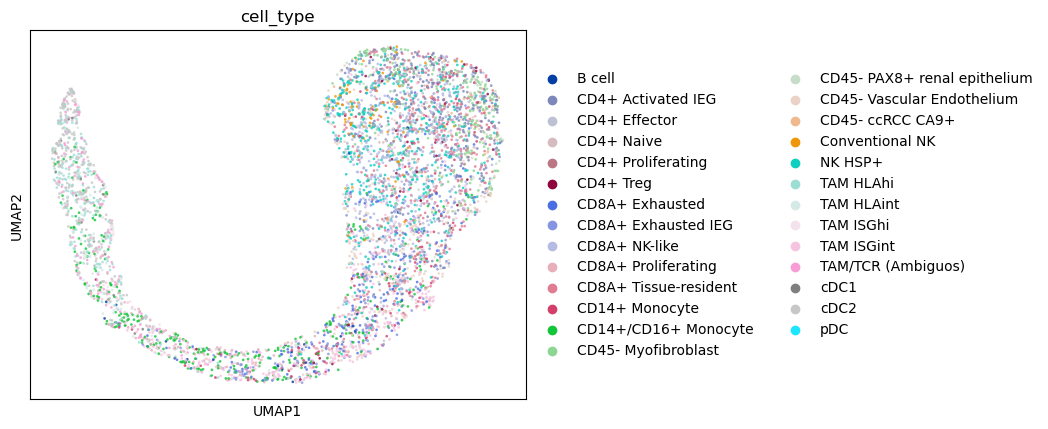 cell_type
UMAP2
UMAP1
B cell
CD4+ Activated IEG
CD4+ Effector
CD4+ Naive
CD4+ Proliferating
CD4+ Treg
CD8A+ Exhausted
CD8A+ Exhausted IEG
CD8A+ NK-like
CD8A+ Proliferating
CD8A+ Tissue-resident
CD14+ Monocyte
CD14+/CD16+ Monocyte
CD45- Myofibroblast
CD45- PAX8+ renal epithelium
CD45- Vascular Endothelium
CD45- ccRCC CA9+
Conventional NK
NK HSP+
TAM HLAhi
TAM HLAint
TAM ISGhi
TAM ISGint
TAM/TCR (Ambiguos)
cDC1
cDC2
pDC